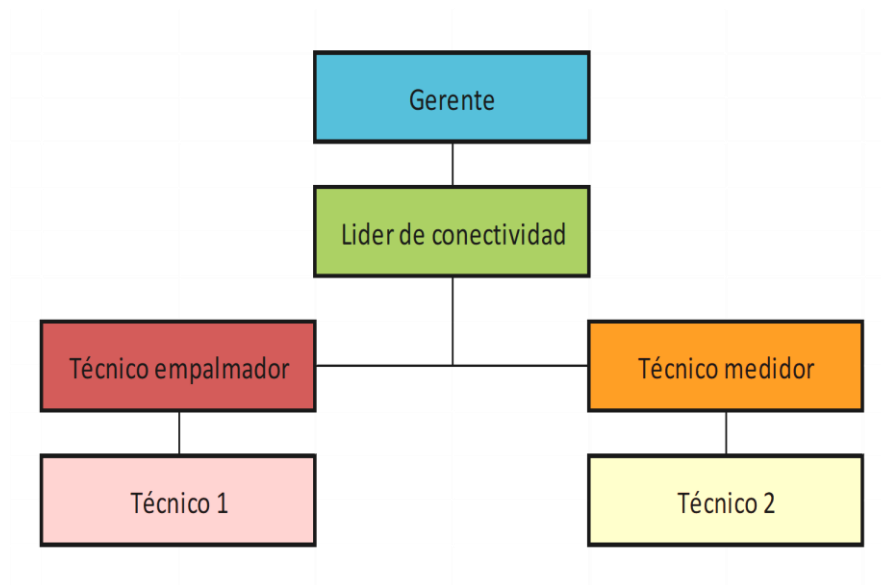 Gerente
Lider de conectividad
Técnico empalmador
Técnico medidor
Técnico 1
Técnico 2